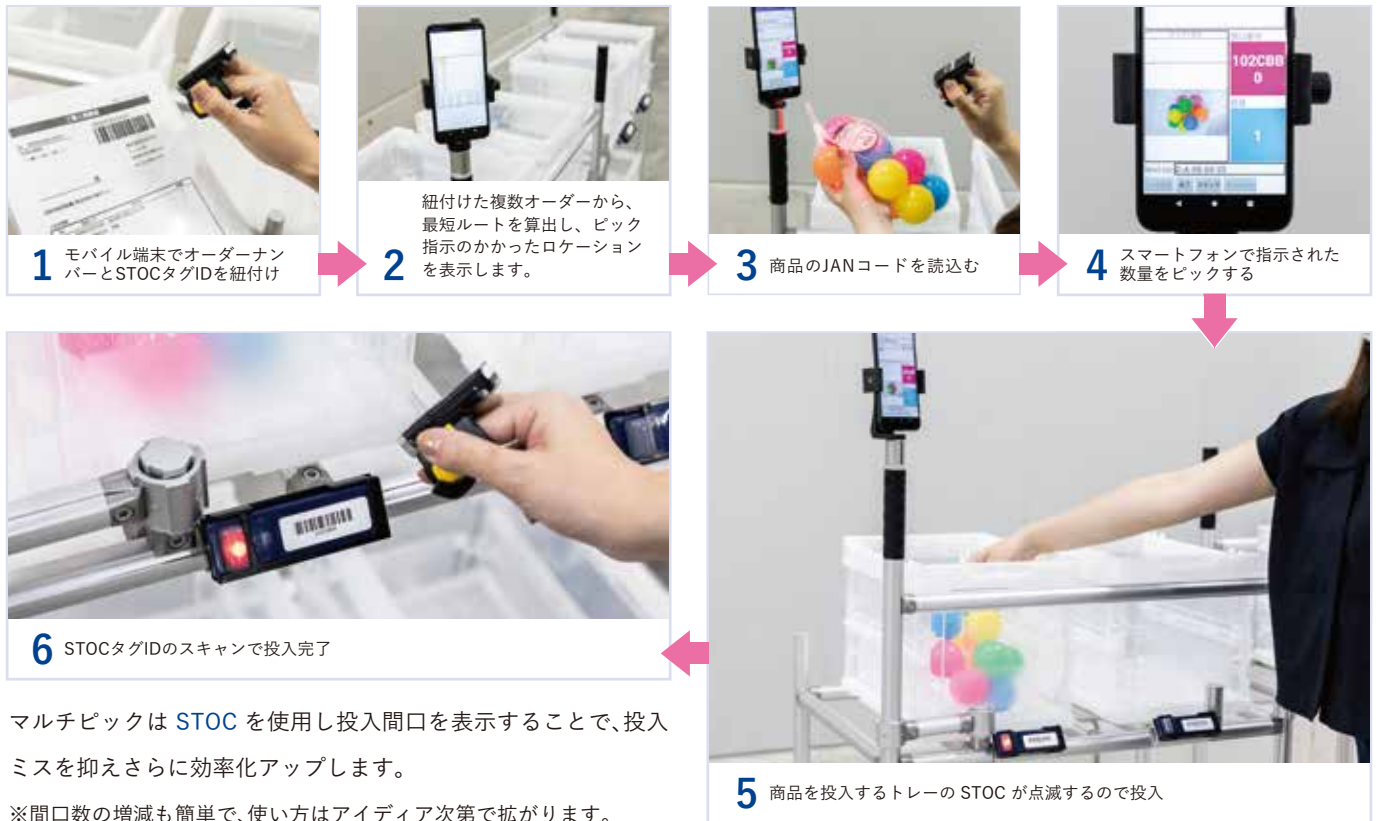 1 モバイル端末でオーダーナン
バーとSTOCタグIDを紐付け
2 紐付けた複数オーダーから、
最短ルートを算出し、ピック
指示のかかったロケーション
を表示します。
3 商品のJANコードを読込む
102CBB
0
1
4 スマートフォンで指示された
数量をピックする
5 商品を投入するトレーの STOC が点滅するので投入
6 STOCタグIDのスキャンで投入完了
マルチピックは STOC を使用し投入間口を表示することで、投入
ミスを抑えさらに効率化アップします。
※間口数の増減も簡単で、使い方はアイディア次第で拡がります。